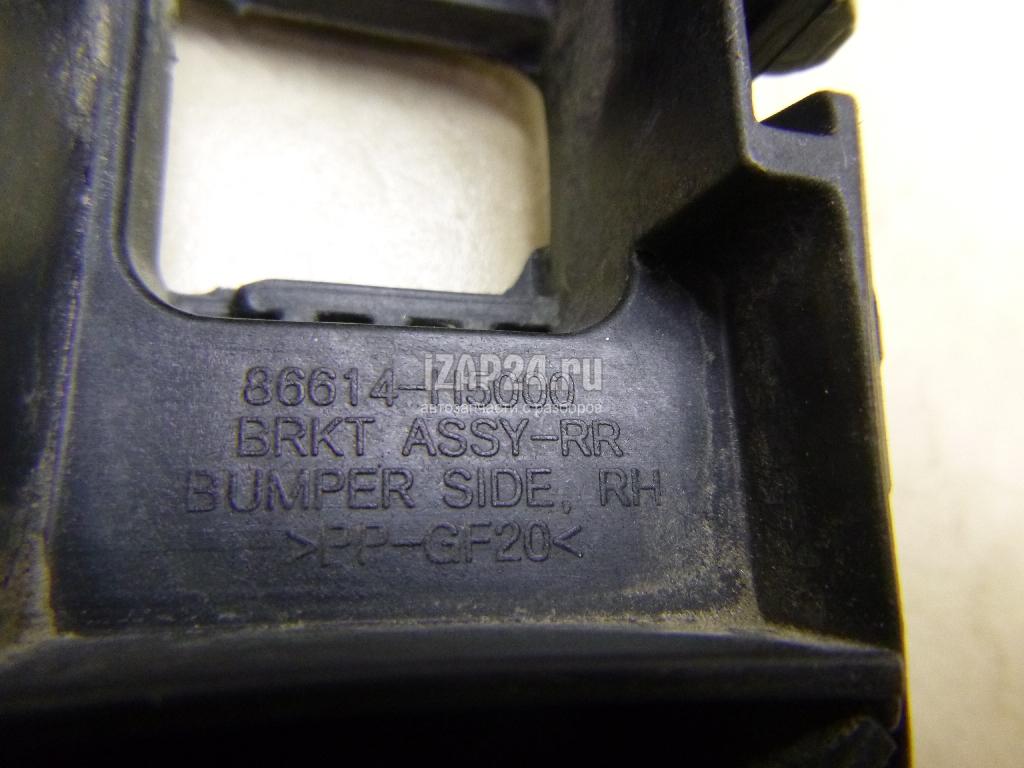 86614-H5000
iZAP24.ru
автозапчасти с разборов
BRKT ASSY-RR
BUMPER SIDE, RH
>PP-GF20<